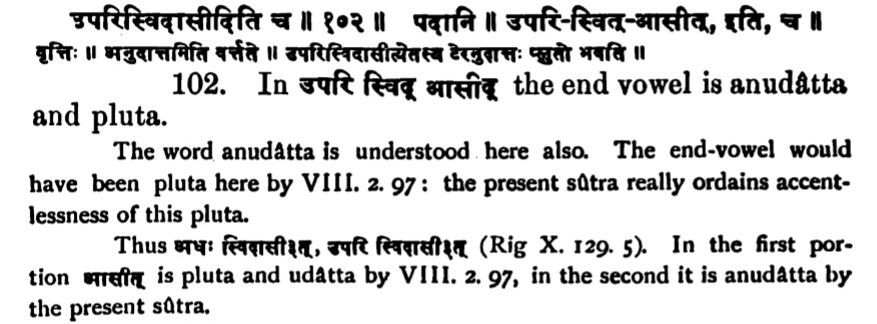 उपरिस्विदासीदिति च ॥ १०२ ॥ पदानि ॥ उपरि-स्वित्-आसीत्, इति, च ॥
वृत्तिः ॥ अनुदात्तमिति वर्त्तते ॥ उपरिस्विदासीत्येतस्य टेरनुदात्तः प्लुतो भवति ॥
102. In उपरि स्विद् आसीद् the end vowel is anudâtta
and pluta.
The word anudâtta is understood here also. The end-vowel would
have been pluta here by VIII. 2. 97: the present sûtra really ordains accent-
lessness of this pluta.
Thus अधः स्विदासी३त्, उपरि स्विदासी३त् (Rig X. 129. 5). In the first por-
tion आसीत् is pluta and udâtta by VIII. 2. 97, in the second it is anudâtta by
the present sûtra.